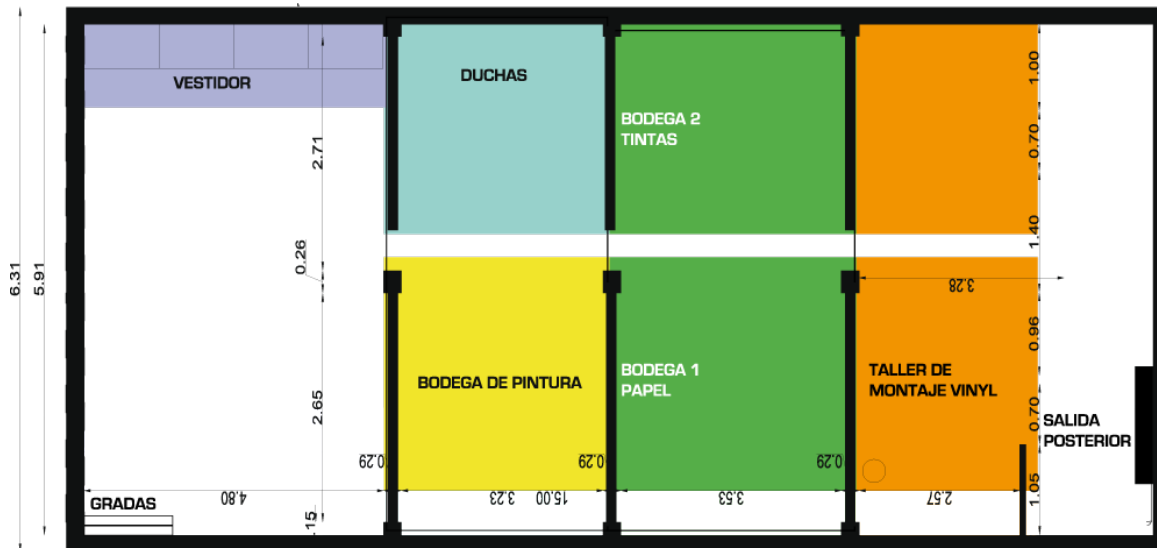 VESTIDOR
DUCHAS
BODEGA 2
TINTAS
1.00
0.70
2.71
1.40
0.26
6.31
5.91
3.28
0.96
BODEGA DE PINTURA
BODEGA 1
PAPEL
TALLER DE
MONTAJE VINYL
2.65
0.70
SALIDA
POSTERIOR
0.29
0.29
0.29
1.05
GRADAS
4.80
3.23
15.00
3.53
2.57
.15